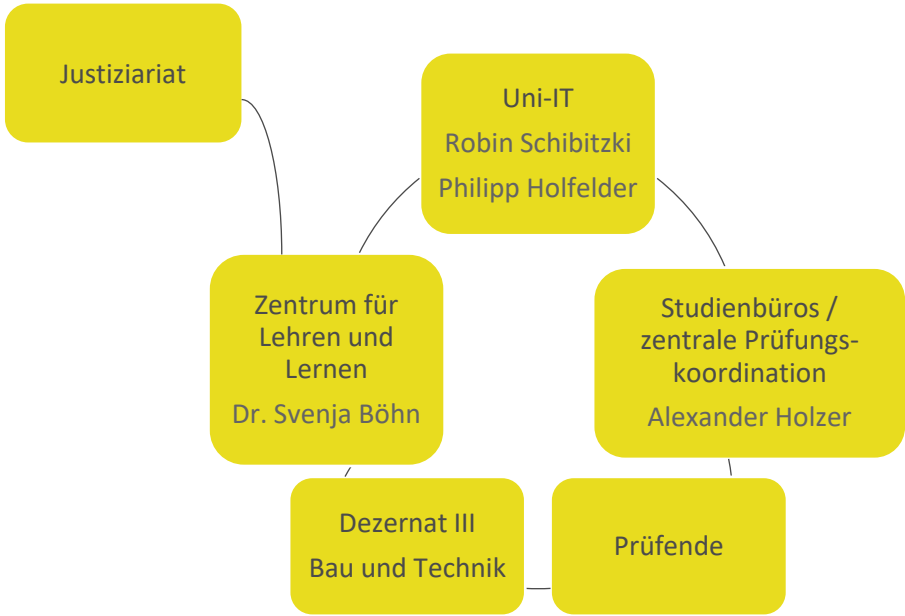 Justiziariat
Uni-IT
Robin Schibitzki
Philipp Holfelder
Zentrum für
Lehren und
Lernen
Dr. Svenja Böhn
Studienbüros /
zentrale Prüfungs-
koordination
Alexander Holzer
Dezernat III
Bau und Technik
Prüfende